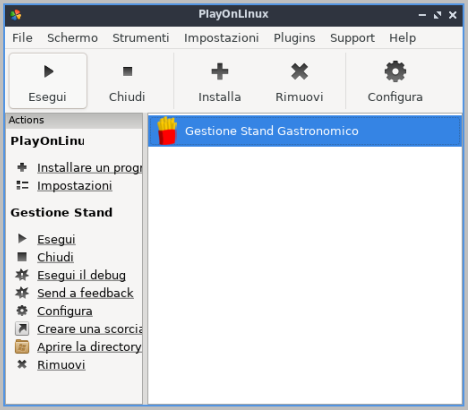 PlayOnLinux
File Schermo Strumenti Impostazioni Plugins Support Help
Esegui Chiudi Installa Rimuovi Configura
Actions
PlayOnLinu
Installare un progr
Impostazioni
Gestione Stand
Esegui
Chiudi
Esegui il debug
Send a feedback
Configura
Creare una scorcia
Aprire la directory
Rimuovi
Gestione Stand Gastronomico